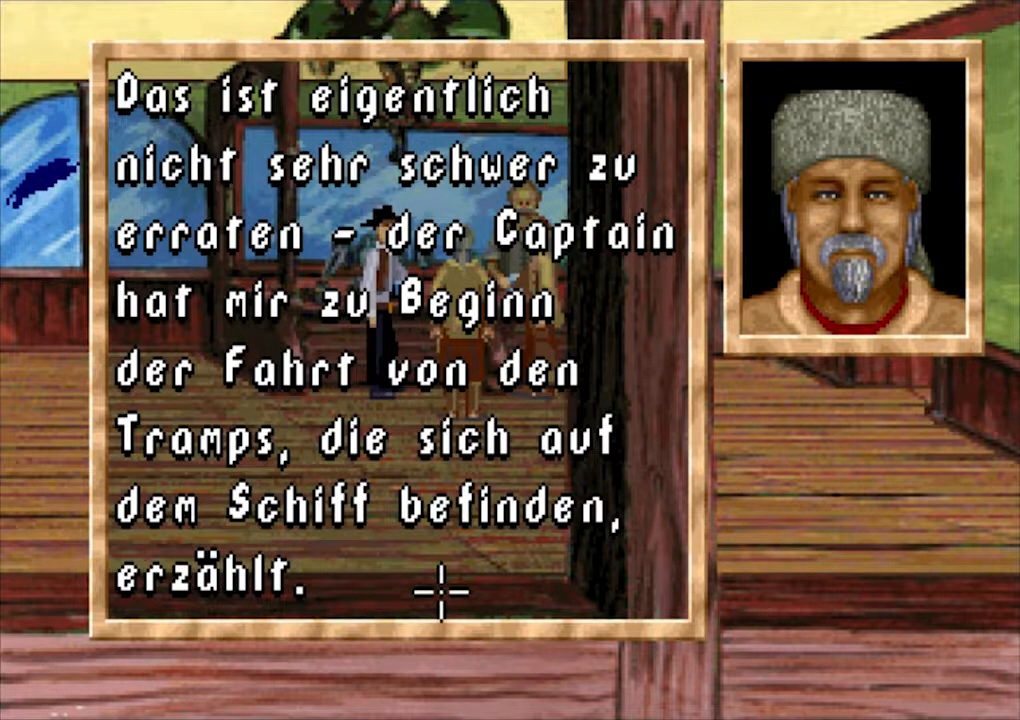 Das ist eigentlich
nicht sehr schwer zu
erraten - der Captain
hat mir zu Beginn
der Fahrt von den
Tramps, die sich auf
dem Schiff befinden,
erzählt.